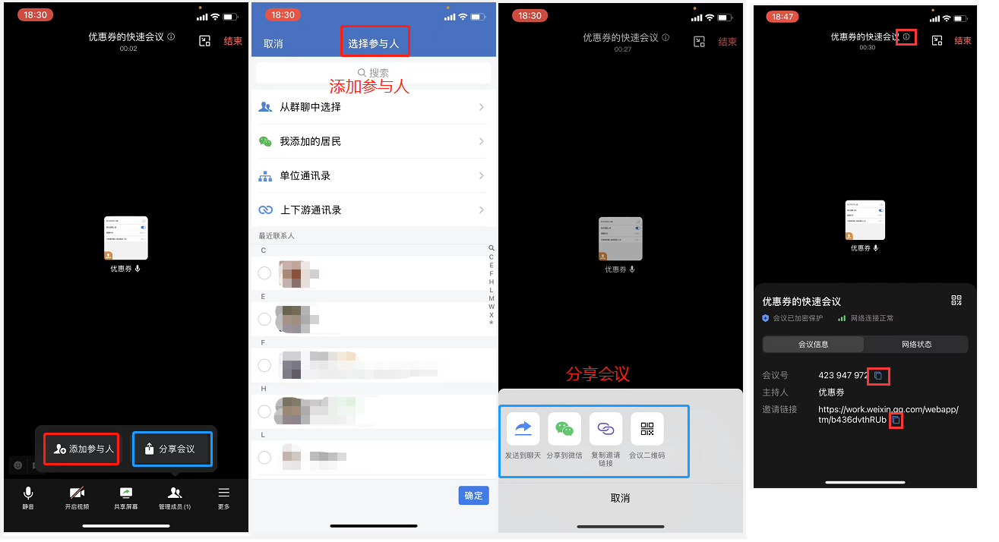 18:30
优惠券的快速会议
00:02
结束
优惠券
添加参与人
分享会议
静音
开启视频
共享屏幕
管理成员(1)
更多
18:30
取消
选择参与人
搜索
添加参与人
从群聊中选择
我添加的居民
单位通讯录
上下游通讯录
最近联系人
C
E
F
H
L
C
E
F
H
L
M
W
X
*
确定
18:30
优惠券的快速会议
00:27
结束
优惠券
分享会议
发送到聊天
分享到微信
复制邀请
链接
会议二维码
取消
18:47
优惠券的快速会议
00:30
结束
优惠券
优惠券的快速会议
会议已加密保护
网络连接正常
会议信息
网络状态
会议号
423 947 972
主持人
优惠券
邀请链接
https://work.weixin.qq.com/webapp/
tm/b436dvthRUb